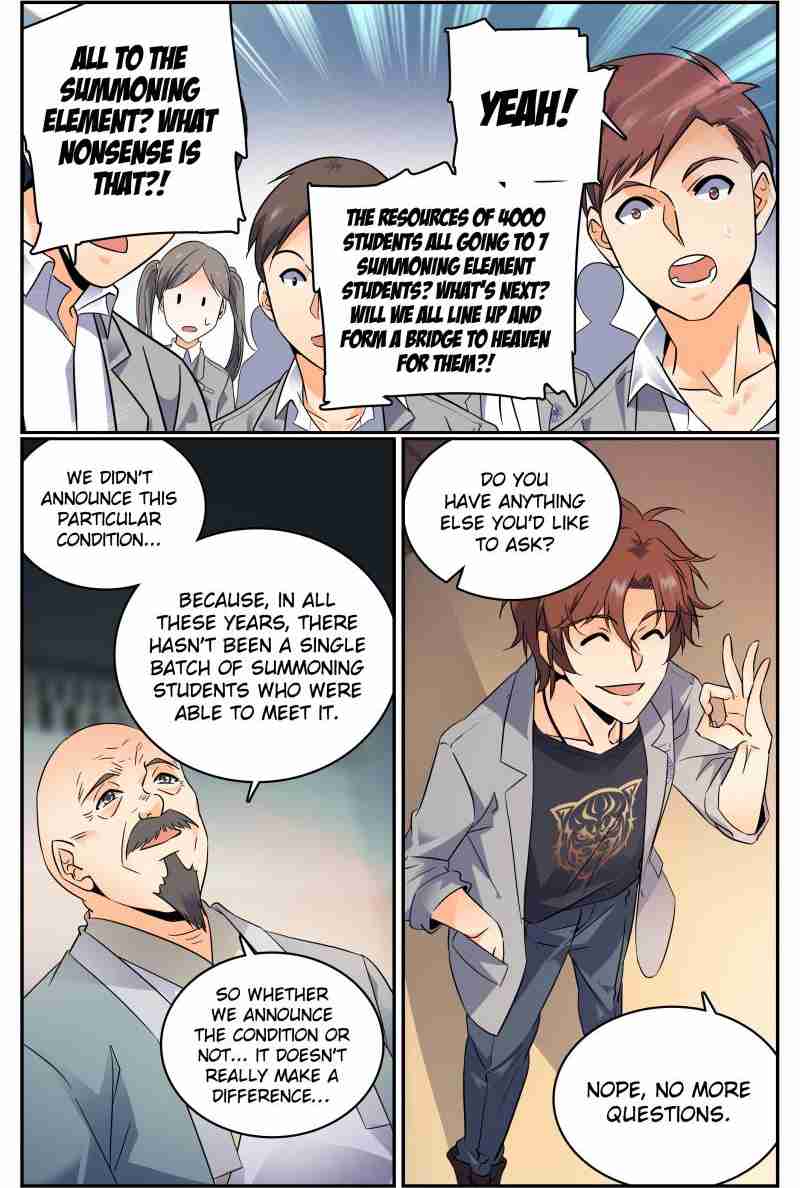 ALL TO THE
SUMMONING
ELEMENT? WHAT
NONSENSE IS
THAT?!
YEAH!
THE RESOURCES OF 4000
STUDENTS ALL GOING TO 7
SUMMONING ELEMENT
STUDENTS? WHAT'S NEXT?
WILL WE ALL LINE UP AND
FORM A BRIDGE TO HEAVEN
FOR THEM?!
WE DIDN'T
ANNOUNCE THIS
PARTICULAR
CONDITION...
BECAUSE, IN ALL
THESE YEARS, THERE
HASN'T BEEN A SINGLE
BATCH OF SUMMONING
STUDENTS WHO WERE
ABLE TO MEET IT.
SO WHETHER
WE ANNOUNCE
THE CONDITION OR
NOT... IT DOESN'T
REALLY MAKE A
DIFFERENCE...
DO YOU
HAVE ANYTHING
ELSE YOU'D LIKE
TO ASK?
NOPE, NO MORE
QUESTIONS.